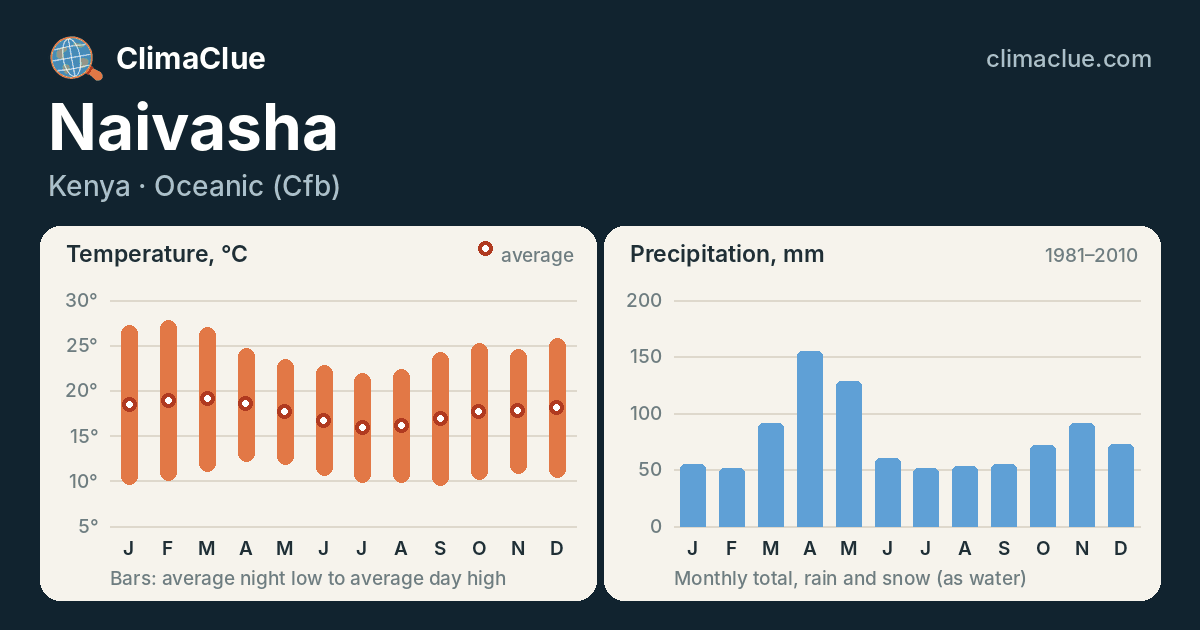 ClimaClue
climaclue.com
Naivasha
Kenya · Oceanic (Cfb)
Temperature, °C
average
30°
25°
20°
15°
10°
5°
J F M A M J J A S O N D
Bars: average night low to average day high
Precipitation, mm
1981–2010
200
150
100
50
0
J F M A M J J A S O N D
Monthly total, rain and snow (as water)